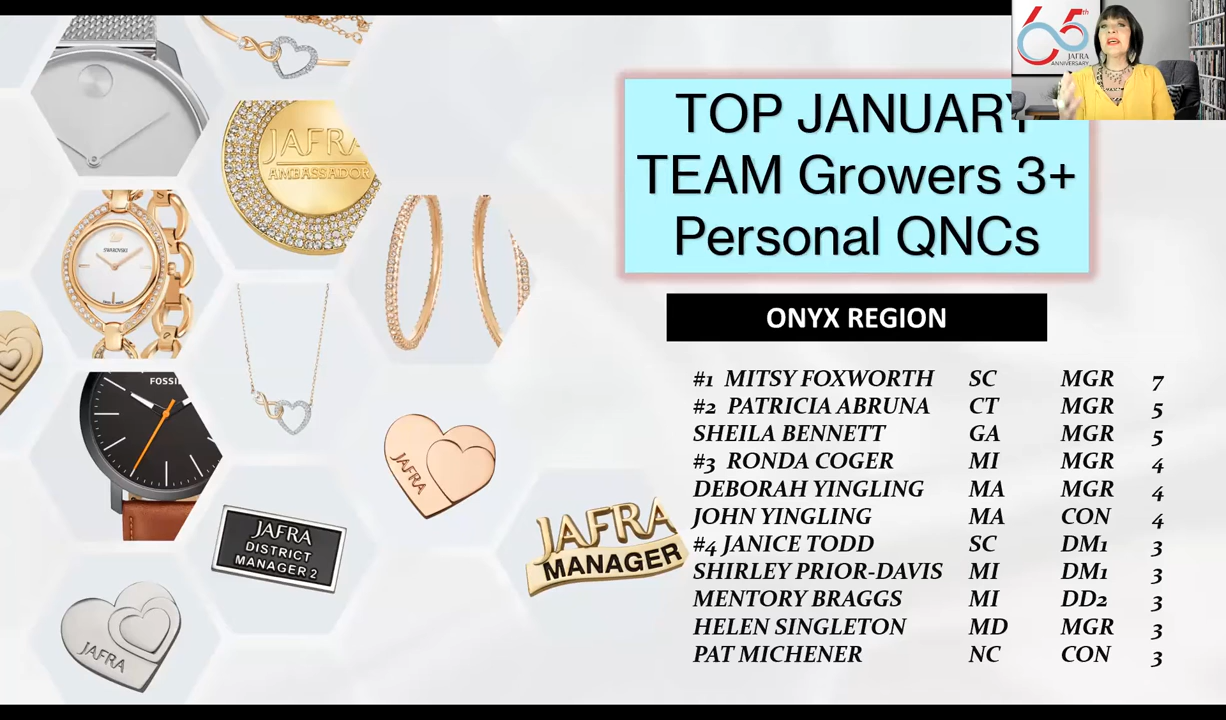 65th
JAFRA
ANNIVERSARY
TOP JANUARY
TEAM Growers 3+
Personal QNCs
ONYX REGION
#1 MITSY FOXWORTH SC MGR 7
#2 PATRICIA ABRUNA CT MGR 5
SHEILA BENNETT GA MGR 5
#3 RONDA COGER MI MGR 4
DEBORAH YINGLING MA MGR 4
JOHN YINGLING MA CON 4
#4 JANICE TODD SC DM1 3
SHIRLEY PRIOR-DAVIS MI DM1 3
MENTORY BRAGGS MI DD2 3
HELEN SINGLETON MD MGR 3
PAT MICHENER NC CON 3
JAFRA
AMBASSADOR
SWAROVSKI
FOSSIL
JAFRA
JAFRA
DISTRICT
MANAGER 2
JAFRA
MANAGER
JAFRA